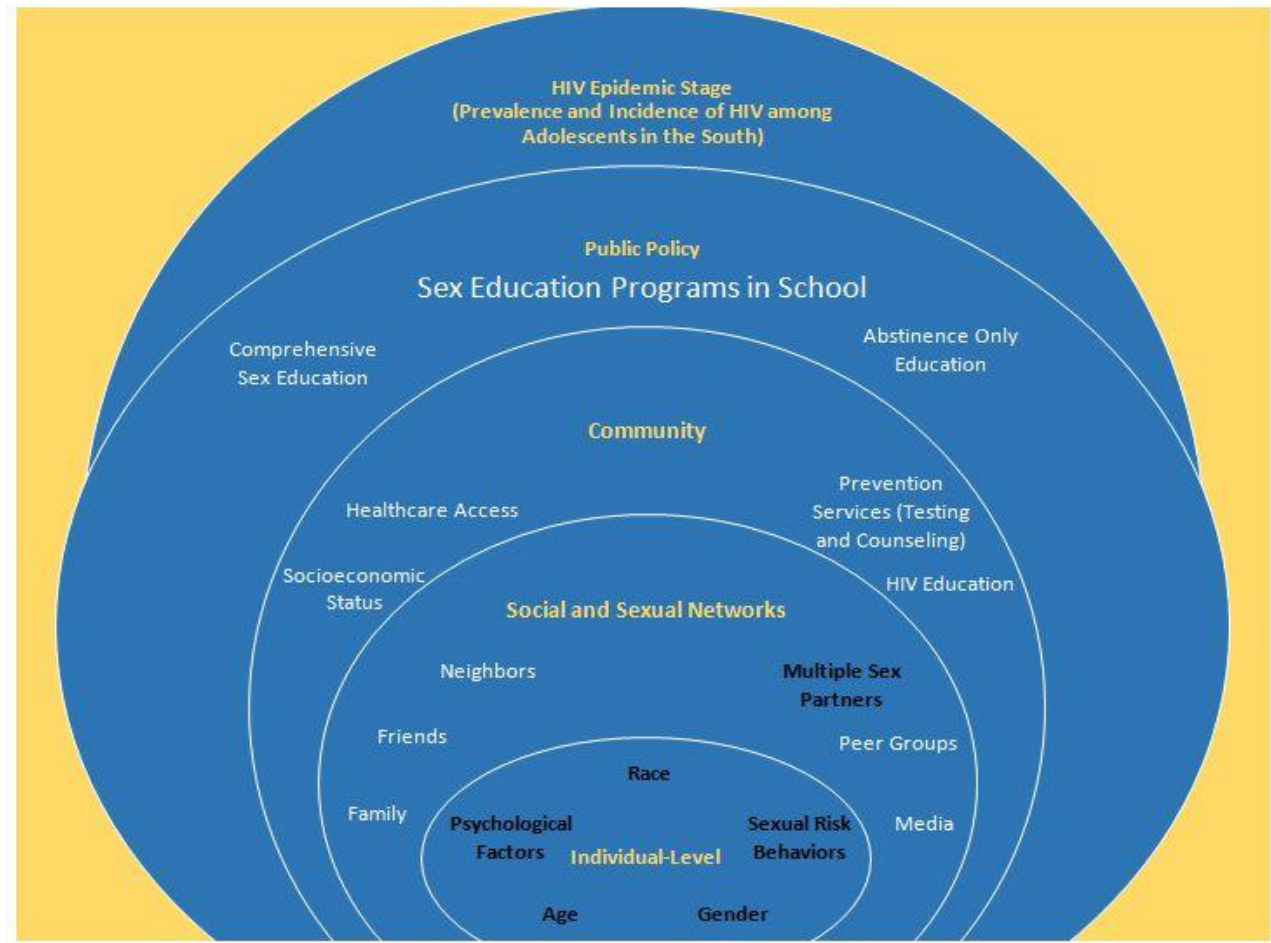 HIV Epidemic Stage
(Prevalence and Incidence of HIV among
Adolescents in the South)
Public Policy
Sex Education Programs in School
Comprehensive
Sex Education
Abstinence Only
Education
Community
Healthcare Access
Prevention
Services (Testing
and Counseling)
Socioeconomic
Status
HIV Education
Social and Sexual Networks
Neighbors
Multiple Sex
Partners
Friends
Peer Groups
Family
Media
Race
Psychological
Factors
Sexual Risk
Behaviors
Individual-Level
Age
Gender